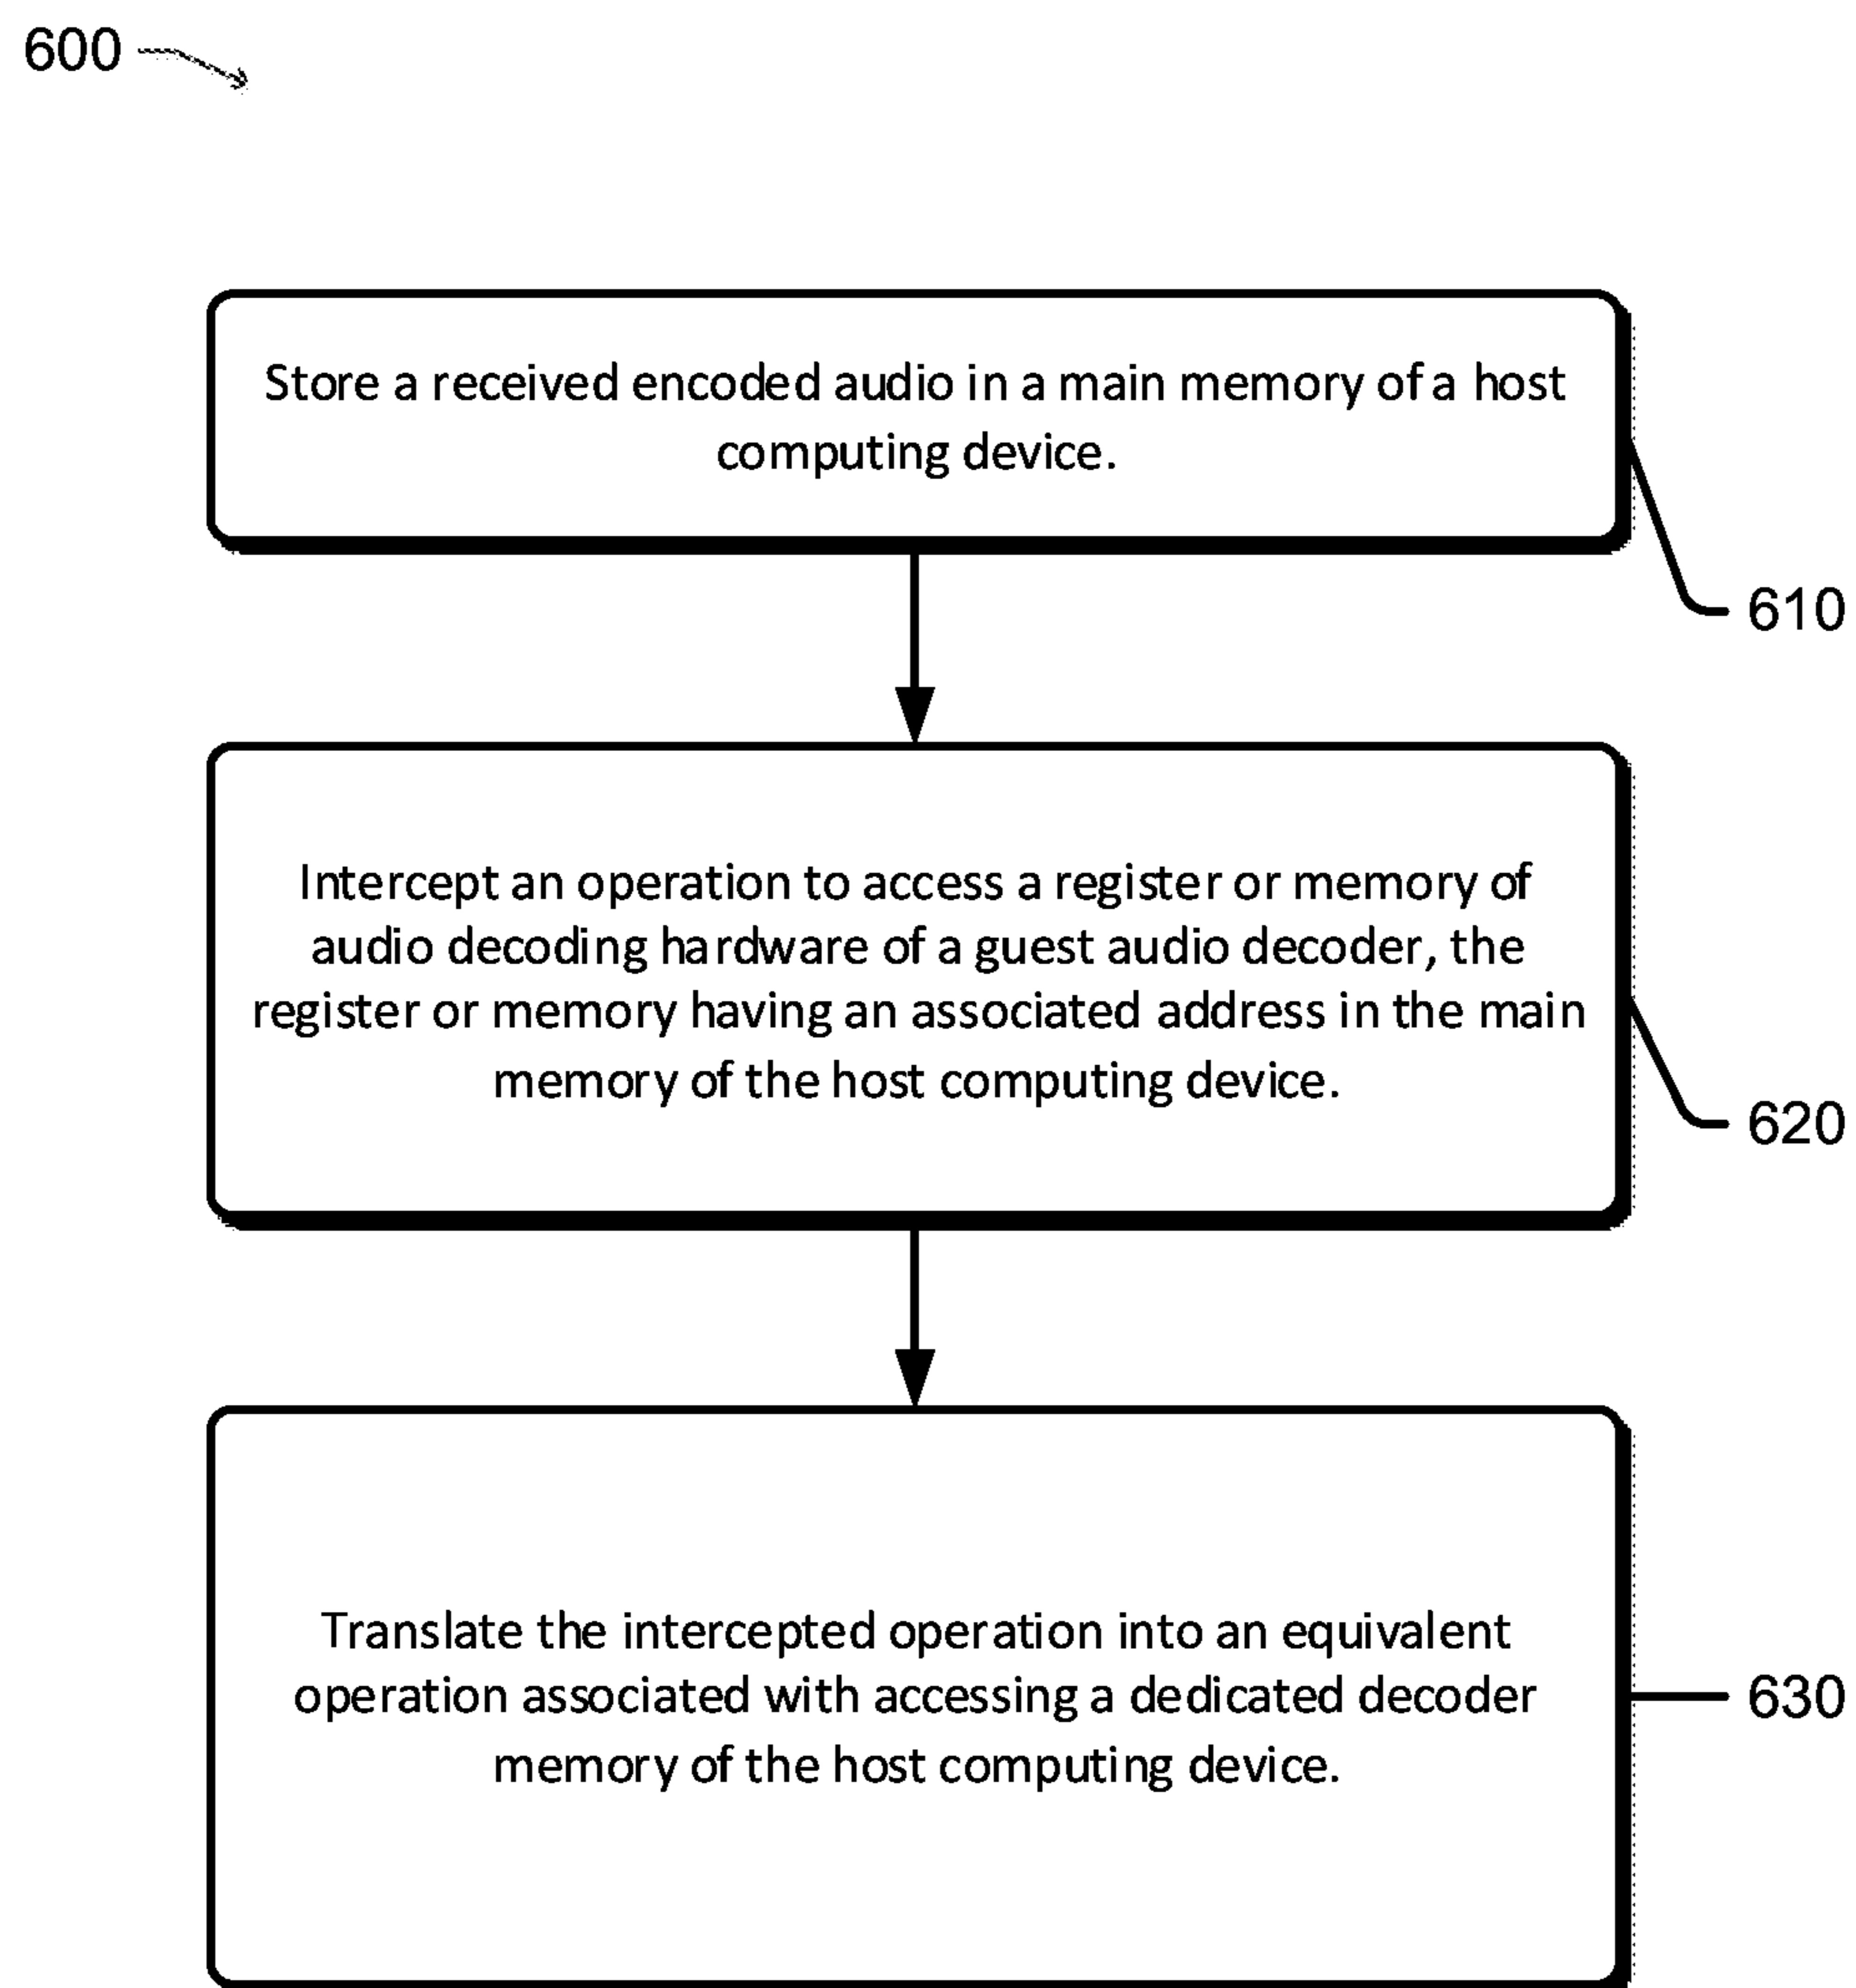 600
Store a received encoded audio in a main memory of a host
computing device.
610
Intercept an operation to access a register or memory of
audio decoding hardware of a guest audio decoder, the
register or memory having an associated address in the main
memory of the host computing device.
620
Translate the intercepted operation into an equivalent
operation associated with accessing a dedicated decoder
memory of the host computing device.
630